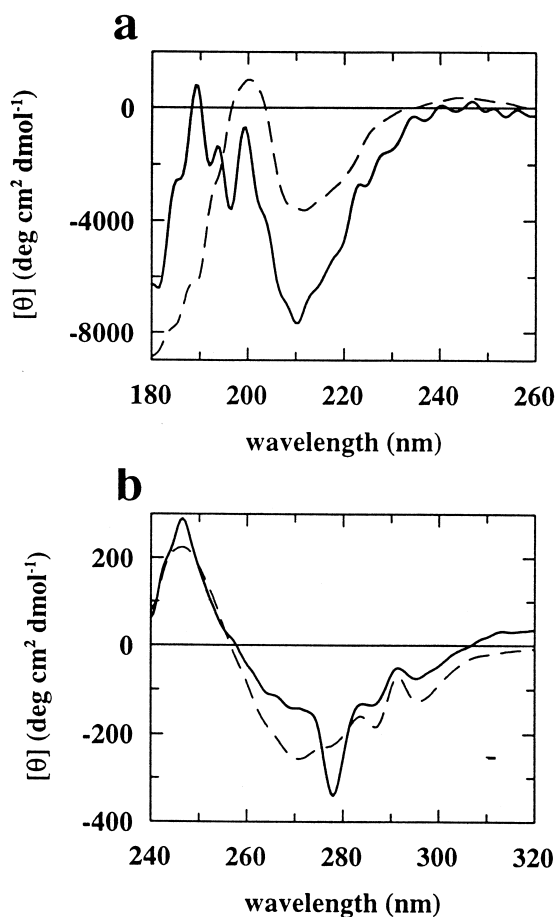 a
0
-4000
-8000
[θ] (deg cm² dmol⁻¹)
180 200 220 240 260
wavelength (nm)
b
200
0
-200
-400
[θ] (deg cm² dmol⁻¹)
240 260 280 300 320
wavelength (nm)